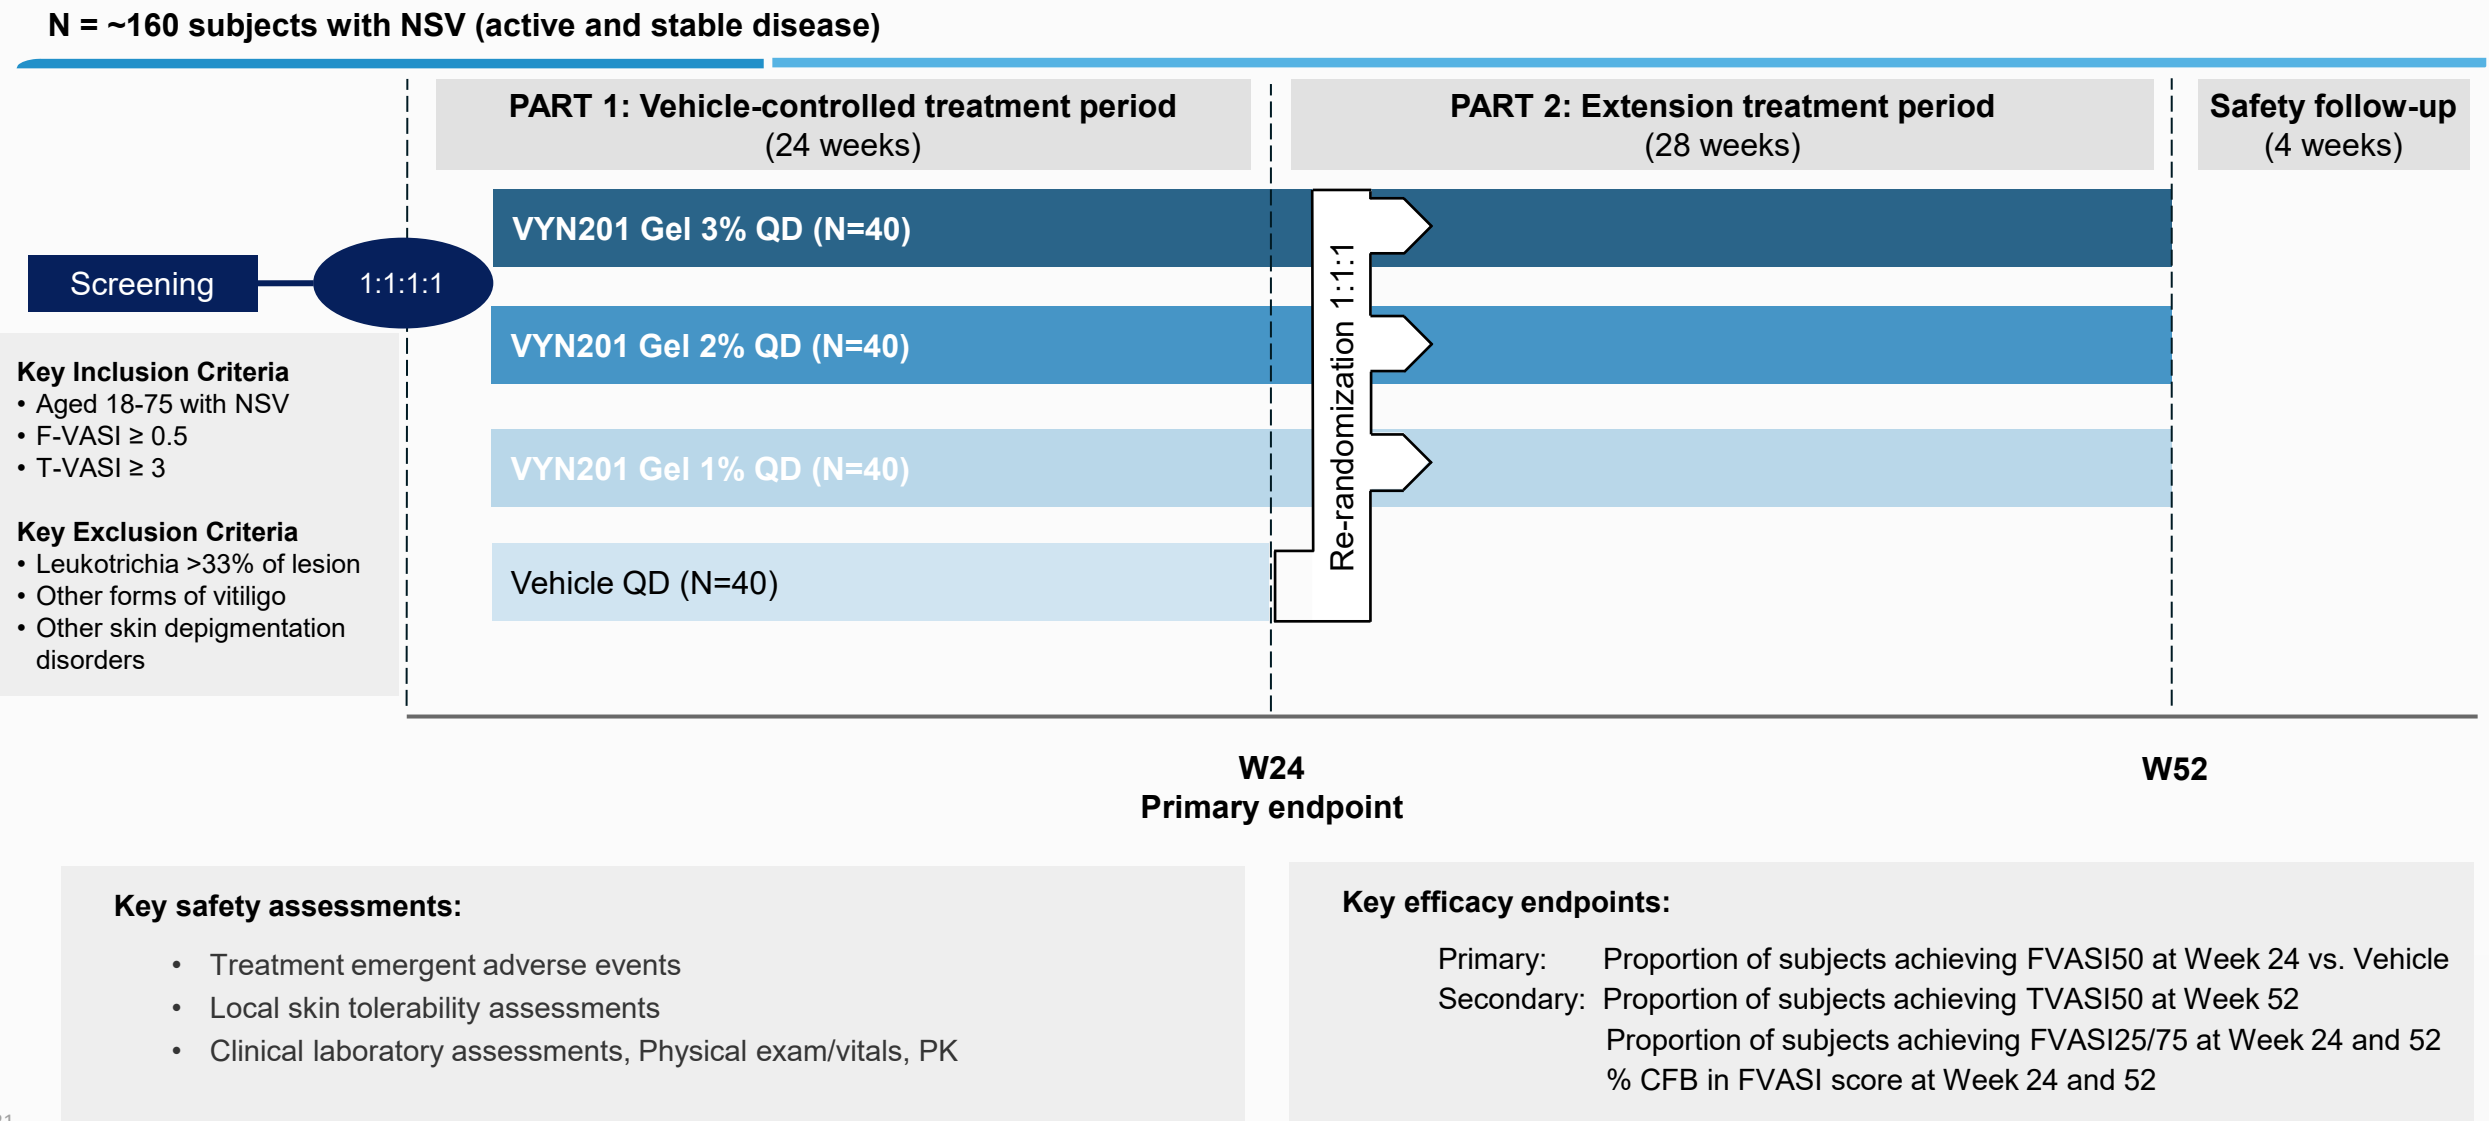 N = ~160 subjects with NSV (active and stable disease)
PART 1: Vehicle-controlled treatment period
(24 weeks)
PART 2: Extension treatment period
(28 weeks)
Safety follow-up
(4 weeks)
Screening
1:1:1:1
VYN201 Gel 3% QD (N=40)
VYN201 Gel 2% QD (N=40)
VYN201 Gel 1% QD (N=40)
Vehicle QD (N=40)
Re-randomization 1:1:1
Key Inclusion Criteria
• Aged 18-75 with NSV
• F-VASI ≥ 0.5
• T-VASI ≥ 3
Key Exclusion Criteria
• Leukotrichia >33% of lesion
• Other forms of vitiligo
• Other skin depigmentation
disorders
W24
Primary endpoint
W52
Key safety assessments:
• Treatment emergent adverse events
• Local skin tolerability assessments
• Clinical laboratory assessments, Physical exam/vitals, PK
Key efficacy endpoints:
Primary: Proportion of subjects achieving FVASI50 at Week 24 vs. Vehicle
Secondary: Proportion of subjects achieving TVASI50 at Week 52
Proportion of subjects achieving FVASI25/75 at Week 24 and 52
% CFB in FVASI score at Week 24 and 52